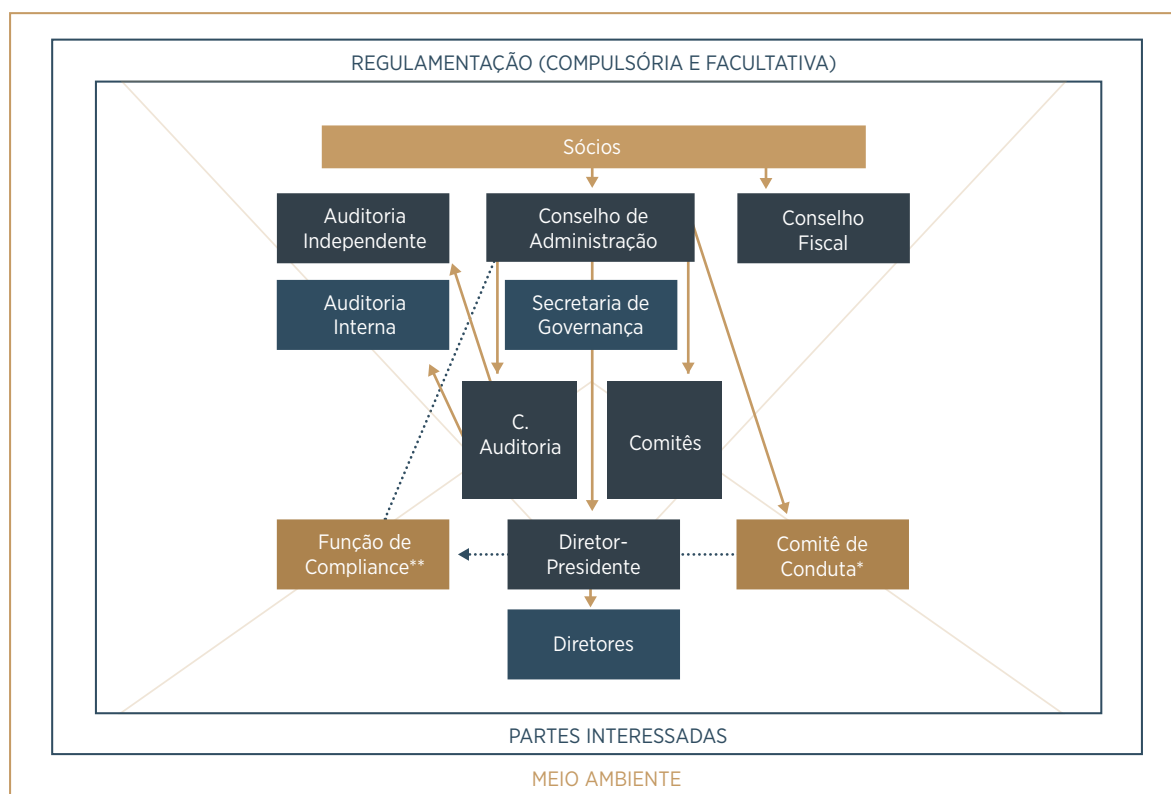 REGULAMENTAÇÃO (COMPULSÓRIA E FACULTATIVA)
Sócios
Auditoria
Independente
Conselho de
Administração
Conselho
Fiscal
Auditoria
Interna
Secretaria de
Governança
C.
Auditoria
Comitês
Função de
Compliance**
Diretor-
Presidente
Comitê de
Conduta*
Diretores
PARTES INTERESSADAS
MEIO AMBIENTE